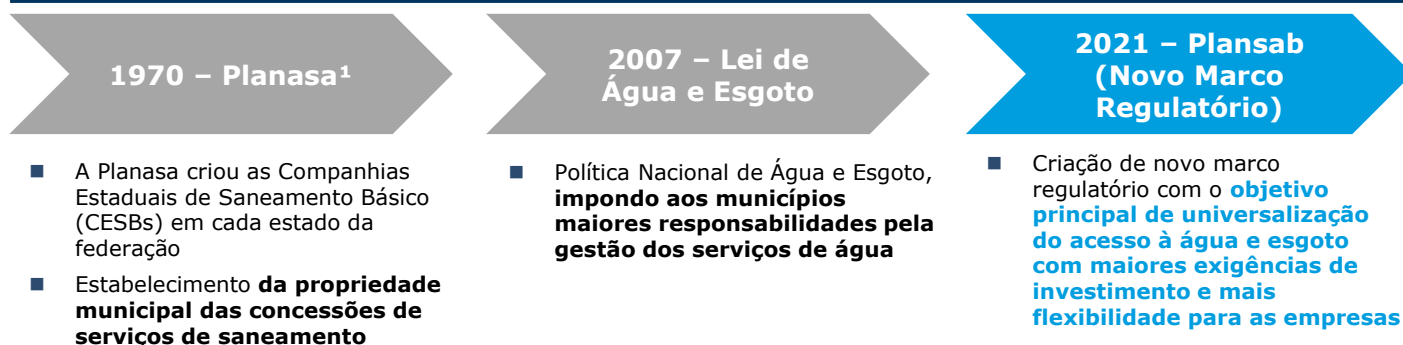 1970 – Planasa¹
A Planasa criou as Companhias
Estaduais de Saneamento Básico
(CESBs) em cada estado da
federação
Estabelecimento da propriedade
municipal das concessões de
serviços de saneamento
2007 – Lei de
Água e Esgoto
Política Nacional de Água e Esgoto,
impondo aos municípios
maiores responsabilidades pela
gestão dos serviços de água
2021 – Plansab
(Novo Marco
Regulatório)
Criação de novo marco
regulatório com o objetivo
principal de universalização
do acesso à água e esgoto
com maiores exigências de
investimento e mais
flexibilidade para as empresas